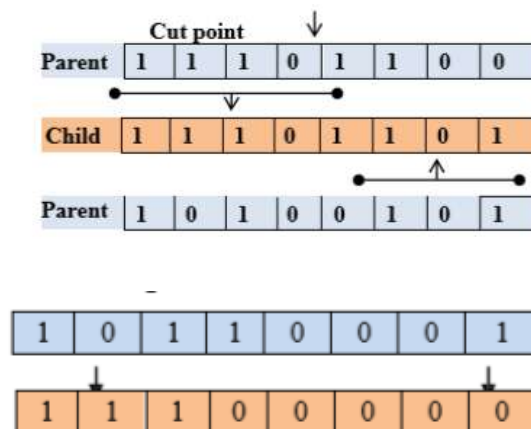 Cut point
Parent 1 1 1 0 1 1 0 0
Child 1 1 1 0 1 1 0 1
Parent 1 0 1 0 0 1 0 1
1 0 1 1 0 0 0 1
1 1 1 0 0 0 0 0